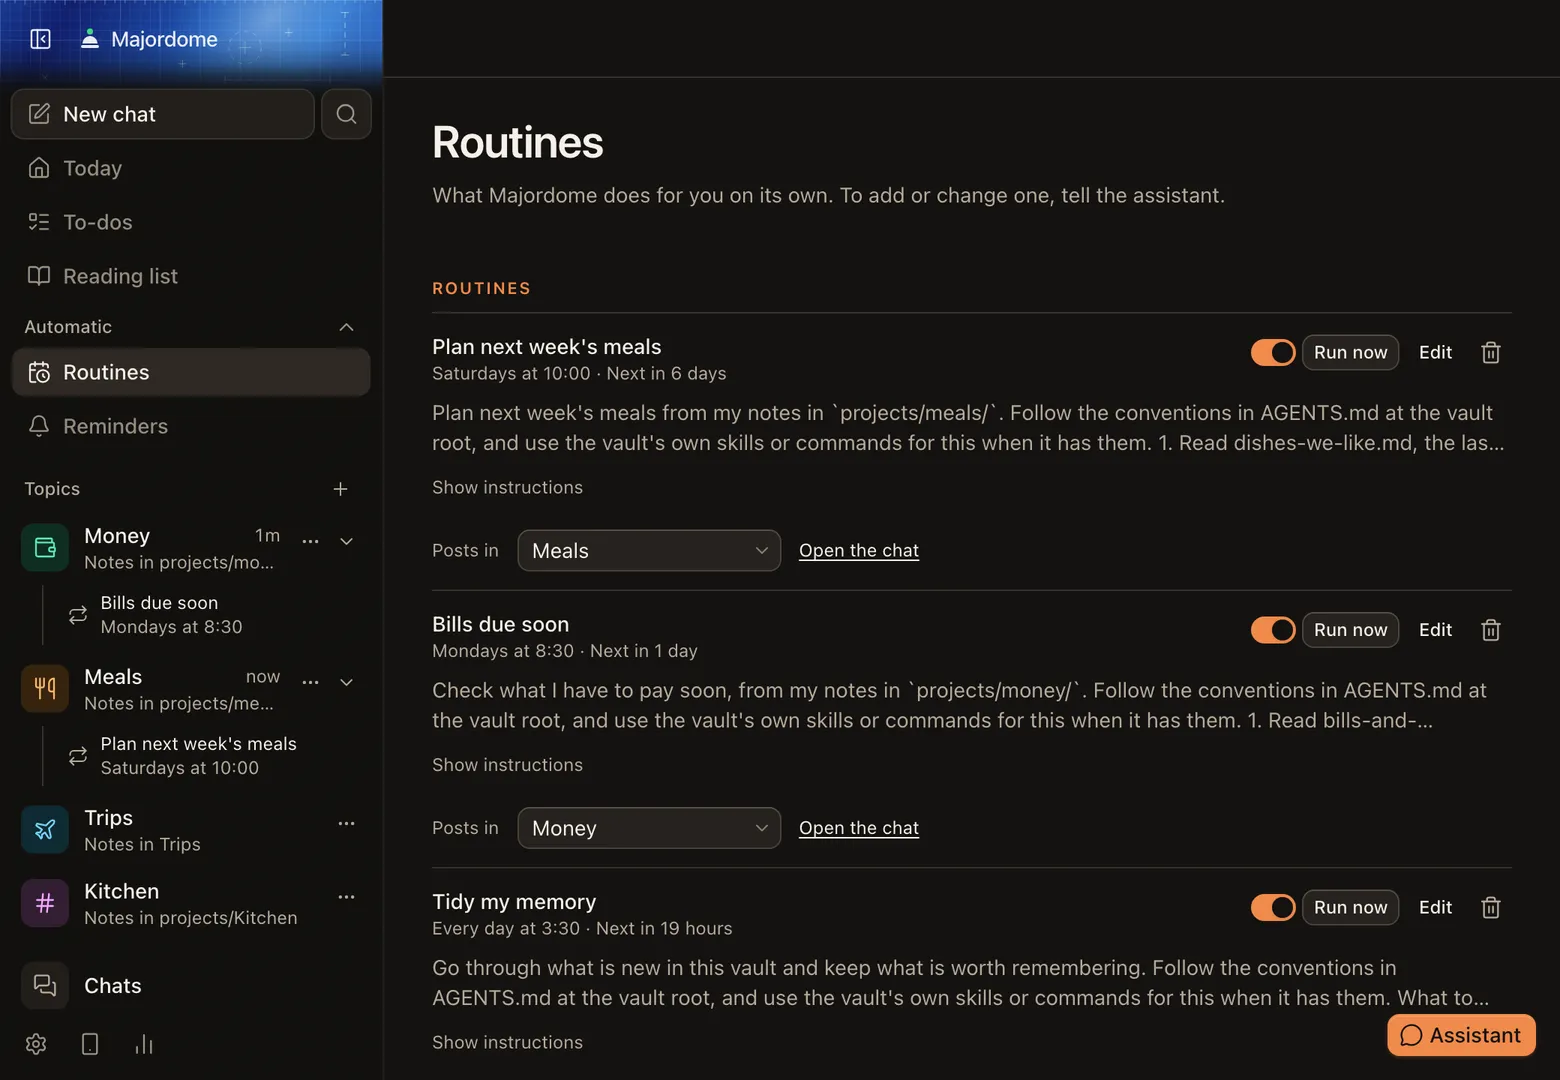 Majordome
New chat
Today
To-dos
Reading list
Automatic
Routines
Reminders
Topics
Money 1m
Notes in projects/mo...
Bills due soon
Mondays at 8:30
Meals now
Notes in projects/me...
Plan next week's meals
Saturdays at 10:00
Trips
Notes in Trips
Kitchen
Notes in projects/Kitchen
Chats
Routines
What Majordome does for you on its own. To add or change one, tell the assistant.
ROUTINES
Plan next week's meals
Saturdays at 10:00 · Next in 6 days
Run now Edit
Plan next week's meals from my notes in `projects/meals/`. Follow the conventions in AGENTS.md at the vault
root, and use the vault's own skills or commands for this when it has them. 1. Read dishes-we-like.md, the las...
Show instructions
Posts in Meals Open the chat
Bills due soon
Mondays at 8:30 · Next in 1 day
Run now Edit
Check what I have to pay soon, from my notes in `projects/money/`. Follow the conventions in AGENTS.md at
the vault root, and use the vault's own skills or commands for this when it has them. 1. Read bills-and-...
Show instructions
Posts in Money Open the chat
Tidy my memory
Every day at 3:30 · Next in 19 hours
Run now Edit
Go through what is new in this vault and keep what is worth remembering. Follow the conventions in
AGENTS.md at the vault root, and use the vault's own skills or commands for this when it has them. What to...
Show instructions
Assistant